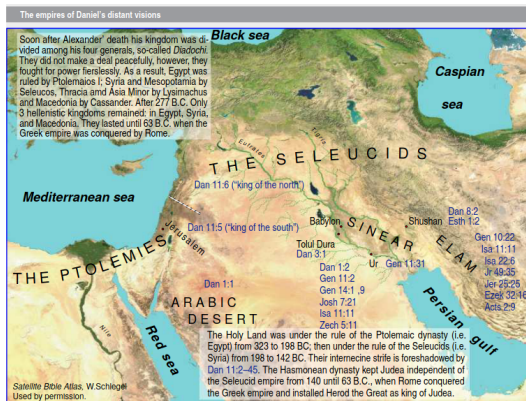 The empires of Daniel's distant visions
Soon after Alexander' death his kingdom was di-
vided among his four generals, so-called Diadochi.
They did not make a deal peacefully, however, they
fought for power fierslessly. As a result, Egypt was
ruled by Ptolemaios I; Syria and Mesopotamia by
Seleucos, Thracia amd Asia Minor by Lysimachus
and Macedonia by Cassander. After 277 B.C. Only
3 hellenistic kingdoms remained: in Egypt, Syria,
and Macedonia. They lasted until 63 B.C. when the
Greek empire was conquered by Rome.
Black sea
Caspian
sea
Eufrates
Tigris
THE SELEUCIDS
Dan 11:6 ("king of the north")
Mediterranean sea
Jerusalem
Dan 11:5 ("king of the south")
Babylon
SINEAR
Shushan
Dan 8:2
Esth 1:2
ELAM
Gen 10:22
Isa 11:11
Isa 22:6
Jr 49:35
Jer 25:25
Ezek 32:16
Acts 2:9
Tolul Dura
Dan 3:1
Ur
Gen 11:31
THE PTOLEMIES
Dan 1:1
Dan 1:2
Gen 11:2
Gen 14:1 ,9
Josh 7:21
Isa 11:11
Zech 5:11
ARABIC
DESERT
Nile
Red sea
Persian gulf
The Holy Land was under the rule of the Ptolemaic dynasty (i.e.
Egypt) from 323 to 198 BC; then under the rule of the Seleucids (i.e.
Syria) from 198 to 142 BC. Their internecine strife is foreshadowed by
Dan 11:2–45. The Hasmonean dynasty kept Judea independent of
the Seleucid empire from 140 until 63 B.C., when Rome conquered
the Greek empire and installed Herod the Great as king of Judea.
Satellite Bible Atlas, W.Schlegel
Used by permission.